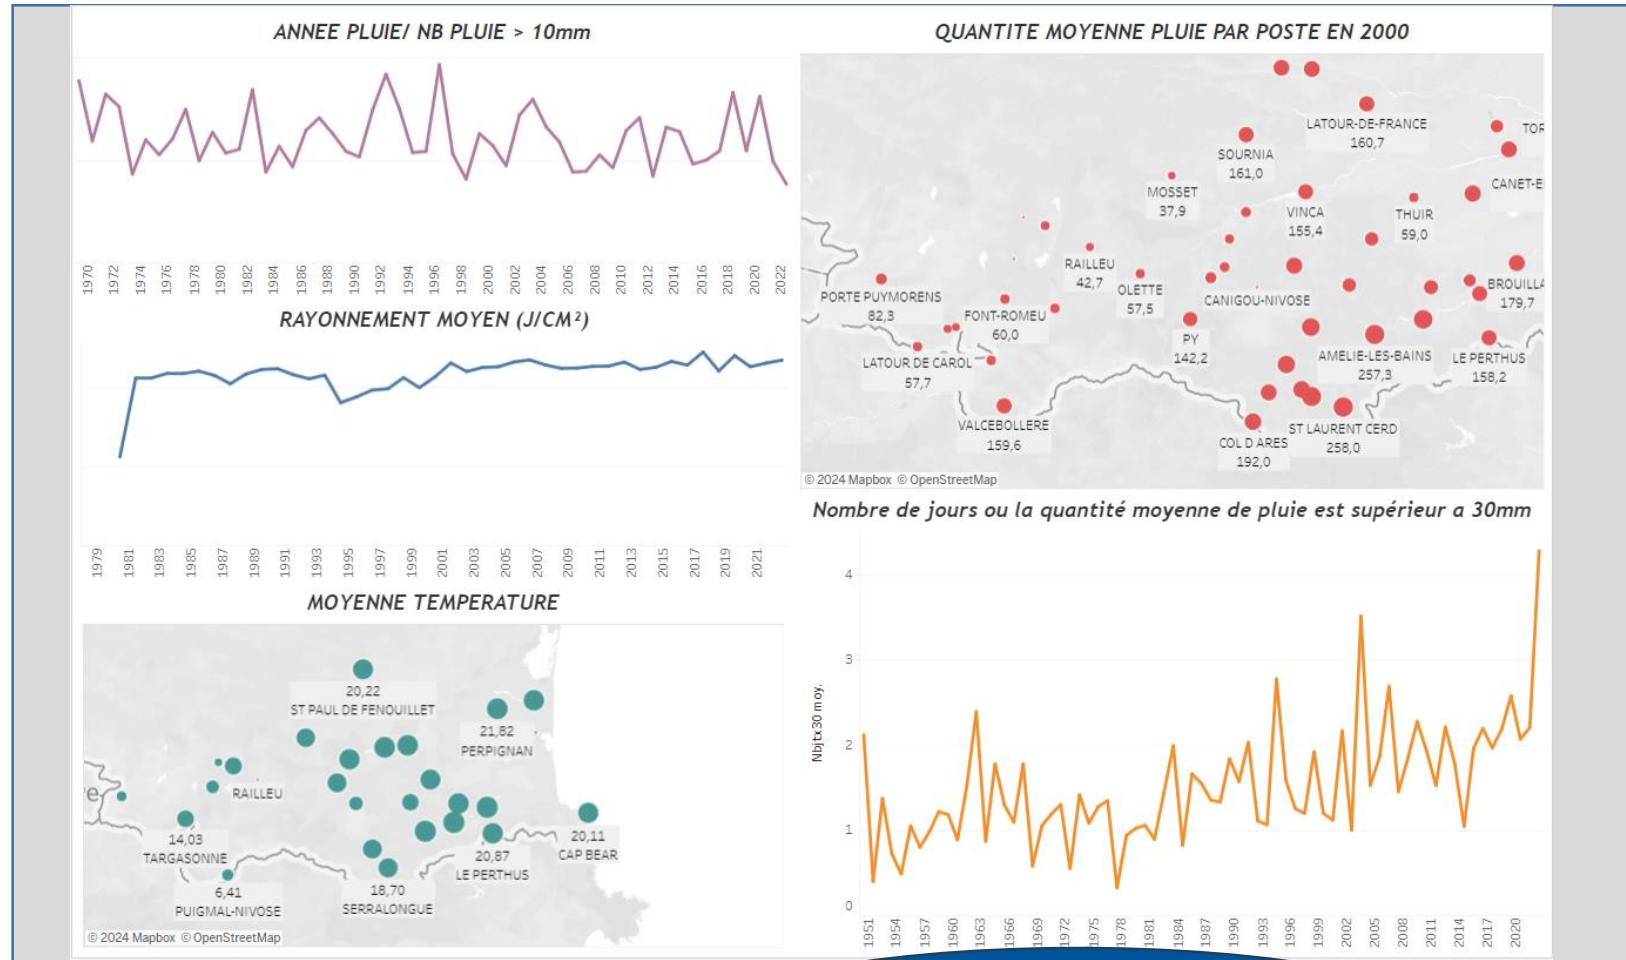 ANNEE PLUIE/ NB PLUIE > 10mm
1970
1972
1974
1976
1978
1980
1982
1984
1986
1988
1990
1992
1994
1996
1998
2000
2002
2004
2006
2008
2010
2012
2014
2016
2018
2020
2022
RAYONNEMENT MOYEN (J/CM²)
1979
1981
1983
1985
1987
1989
1991
1993
1995
1997
1999
2001
2003
2005
2007
2009
2011
2013
2015
2017
2019
2021
MOYENNE TEMPERATURE
20,22
ST PAUL DE FENOUILLET
21,82
PERPIGNAN
RAILLEU
14,03
TARGASONNE
6,41
PUIGMAL-NIVOSE
18,70
SERRALONGUE
20,87
LE PERTHUS
20,11
CAP BEAR
© 2024 Mapbox © OpenStreetMap
QUANTITE MOYENNE PLUIE PAR POSTE EN 2000
LATOUR-DE-FRANCE
160,7
TOR
SOURNIA
161,0
CANET-E
MOSSET
37,9
VINCA
155,4
THUIR
59,0
RAILLEU
42,7
OLETTE
57,5
CANIGOU-NIVOSE
BROUILLA
179,7
PORTE PUYMORENS
82,3
FONT-ROMEU
60,0
PY
142,2
AMELIE-LES-BAINS
257,3
LE PERTHUS
158,2
LATOUR DE CAROL
57,7
VALCEBOLLERE
159,6
COL D ARES
192,0
ST LAURENT CERD
258,0
© 2024 Mapbox © OpenStreetMap
Nombre de jours ou la quantité moyenne de pluie est supérieur a 30mm
Nbjtx30 moy.
4
3
2
1
0
1951
1954
1957
1960
1963
1966
1969
1972
1975
1978
1981
1984
1987
1990
1993
1996
1999
2002
2005
2008
2011
2014
2017
2020